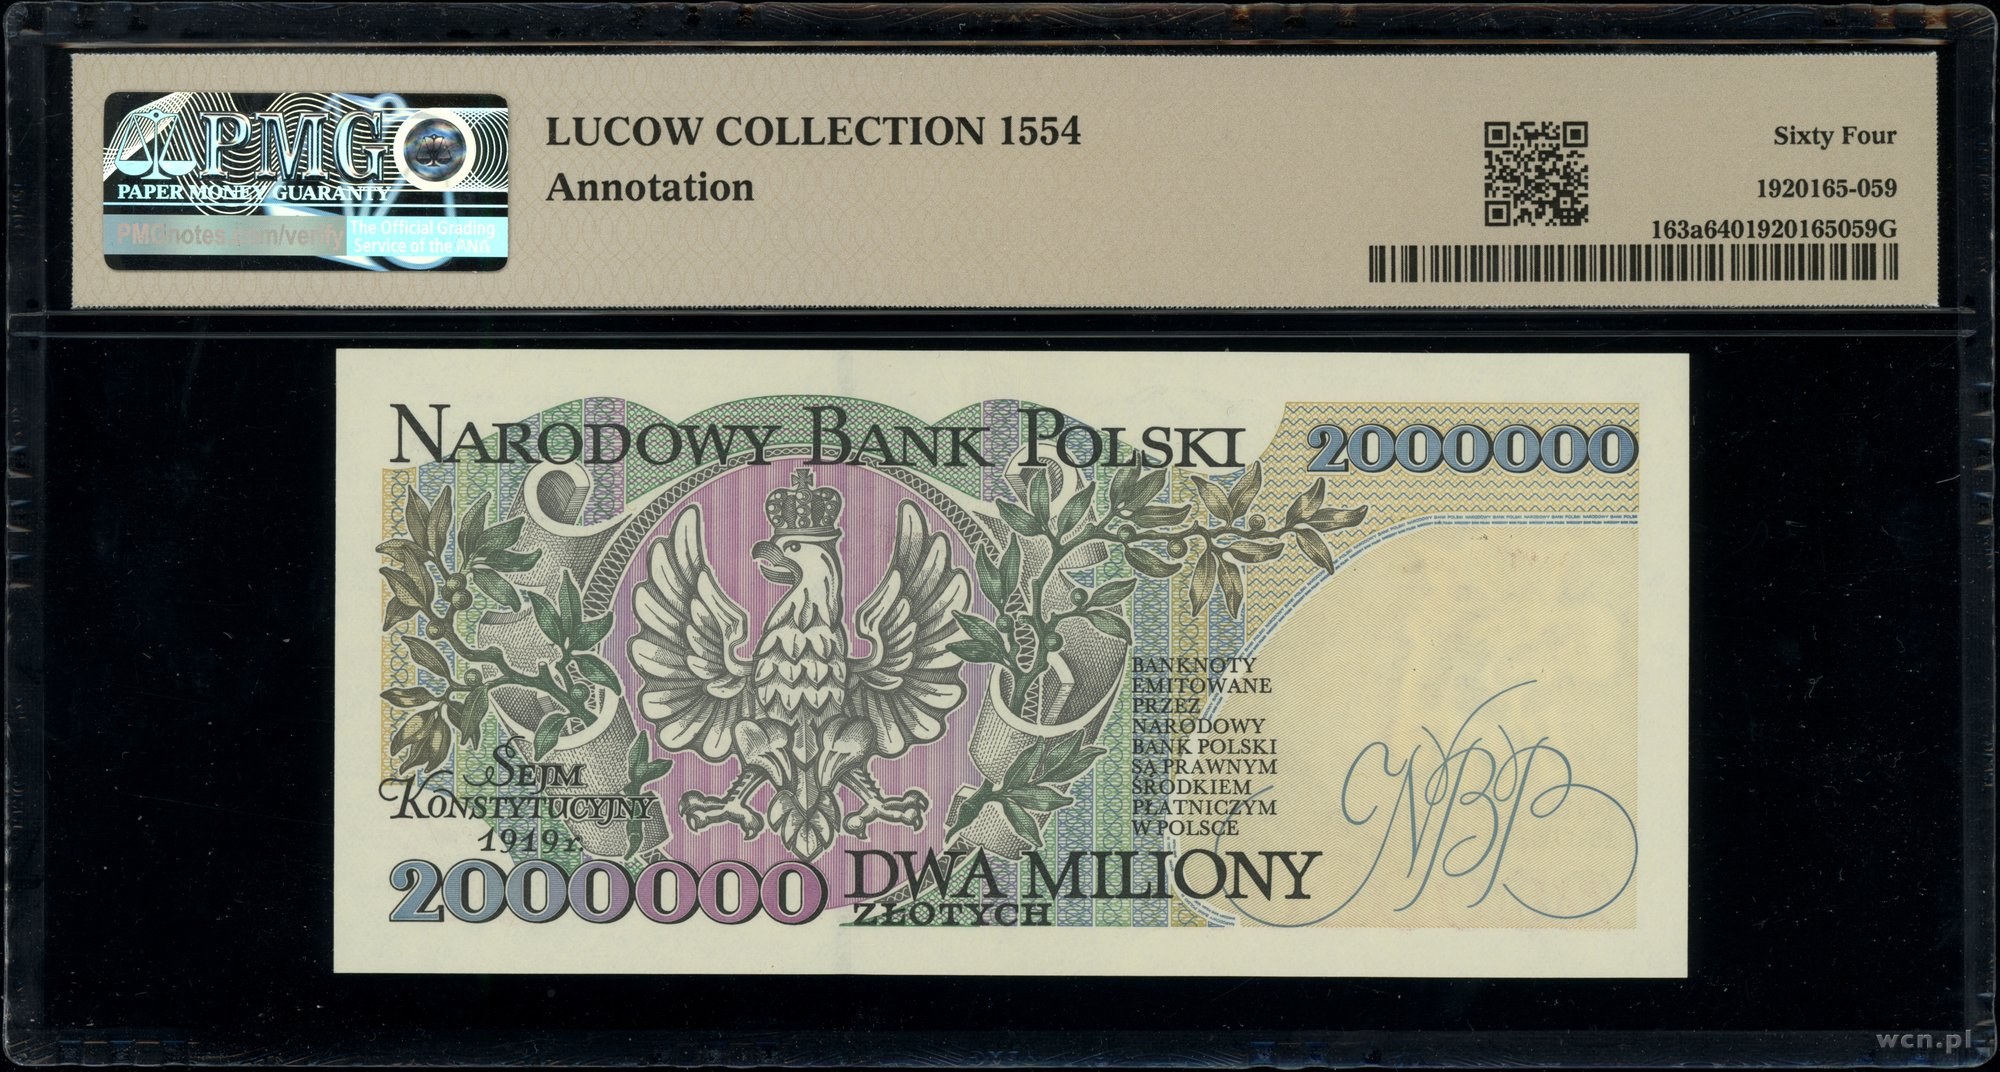 PMG
PAPER MONEY GUARANTY
PMGnotes.com/verify
The Official Grading
Service of the ANA
LUCOW COLLECTION 1554
Annotation
Sixty Four
1920165-059
163a6401920165059G
NARODOWY BANK POLSKI
2000000
BANKNOTY
EMITOWANE
PRZEZ
NARODOWY
BANK POLSKI
SĄ PRAWNYM
ŚRODKIEM
PŁATNICZYM
W POLSCE
SEJM
KONSTYTUCYJNY
1919 r.
NBP
2000000
DWA MILIONY
ZŁOTYCH
wcn.pl